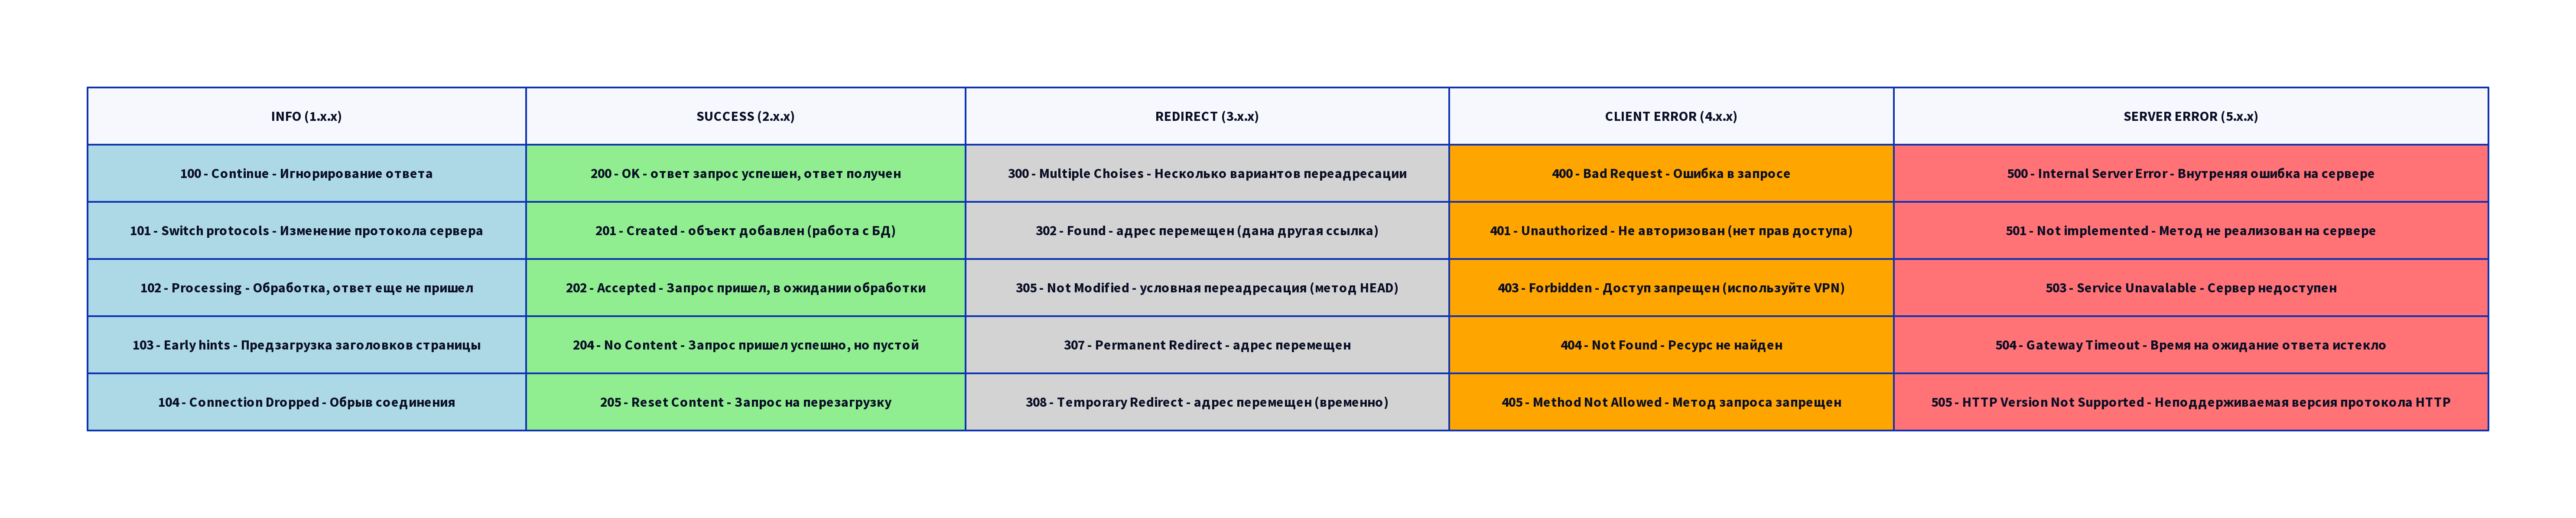 INFO (1.x.x)
SUCCESS (2.x.x)
REDIRECT (3.x.x)
CLIENT ERROR (4.x.x)
SERVER ERROR (5.x.x)
100 - Continue - Игнорирование ответа
200 - OK - ответ запрос успешен, ответ получен
300 - Multiple Choises - Несколько вариантов переадресации
400 - Bad Request - Ошибка в запросе
500 - Internal Server Error - Внутреняя ошибка на сервере
101 - Switch protocols - Изменение протокола сервера
201 - Created - объект добавлен (работа с БД)
302 - Found - адрес перемещен (дана другая ссылка)
401 - Unauthorized - Не авторизован (нет прав доступа)
501 - Not implemented - Метод не реализован на сервере
102 - Processing - Обработка, ответ еще не пришел
202 - Accepted - Запрос пришел, в ожидании обработки
305 - Not Modified - условная переадресация (метод HEAD)
403 - Forbidden - Доступ запрещен (используйте VPN)
503 - Service Unavalable - Сервер недоступен
103 - Early hints - Предзагрузка заголовков страницы
204 - No Content - Запрос пришел успешно, но пустой
307 - Permanent Redirect - адрес перемещен
404 - Not Found - Ресурс не найден
504 - Gateway Timeout - Время на ожидание ответа истекло
104 - Connection Dropped - Обрыв соединения
205 - Reset Content - Запрос на перезагрузку
308 - Temporary Redirect - адрес перемещен (временно)
405 - Method Not Allowed - Метод запроса запрещен
505 - HTTP Version Not Supported - Неподдерживаемая версия протокола HTTP